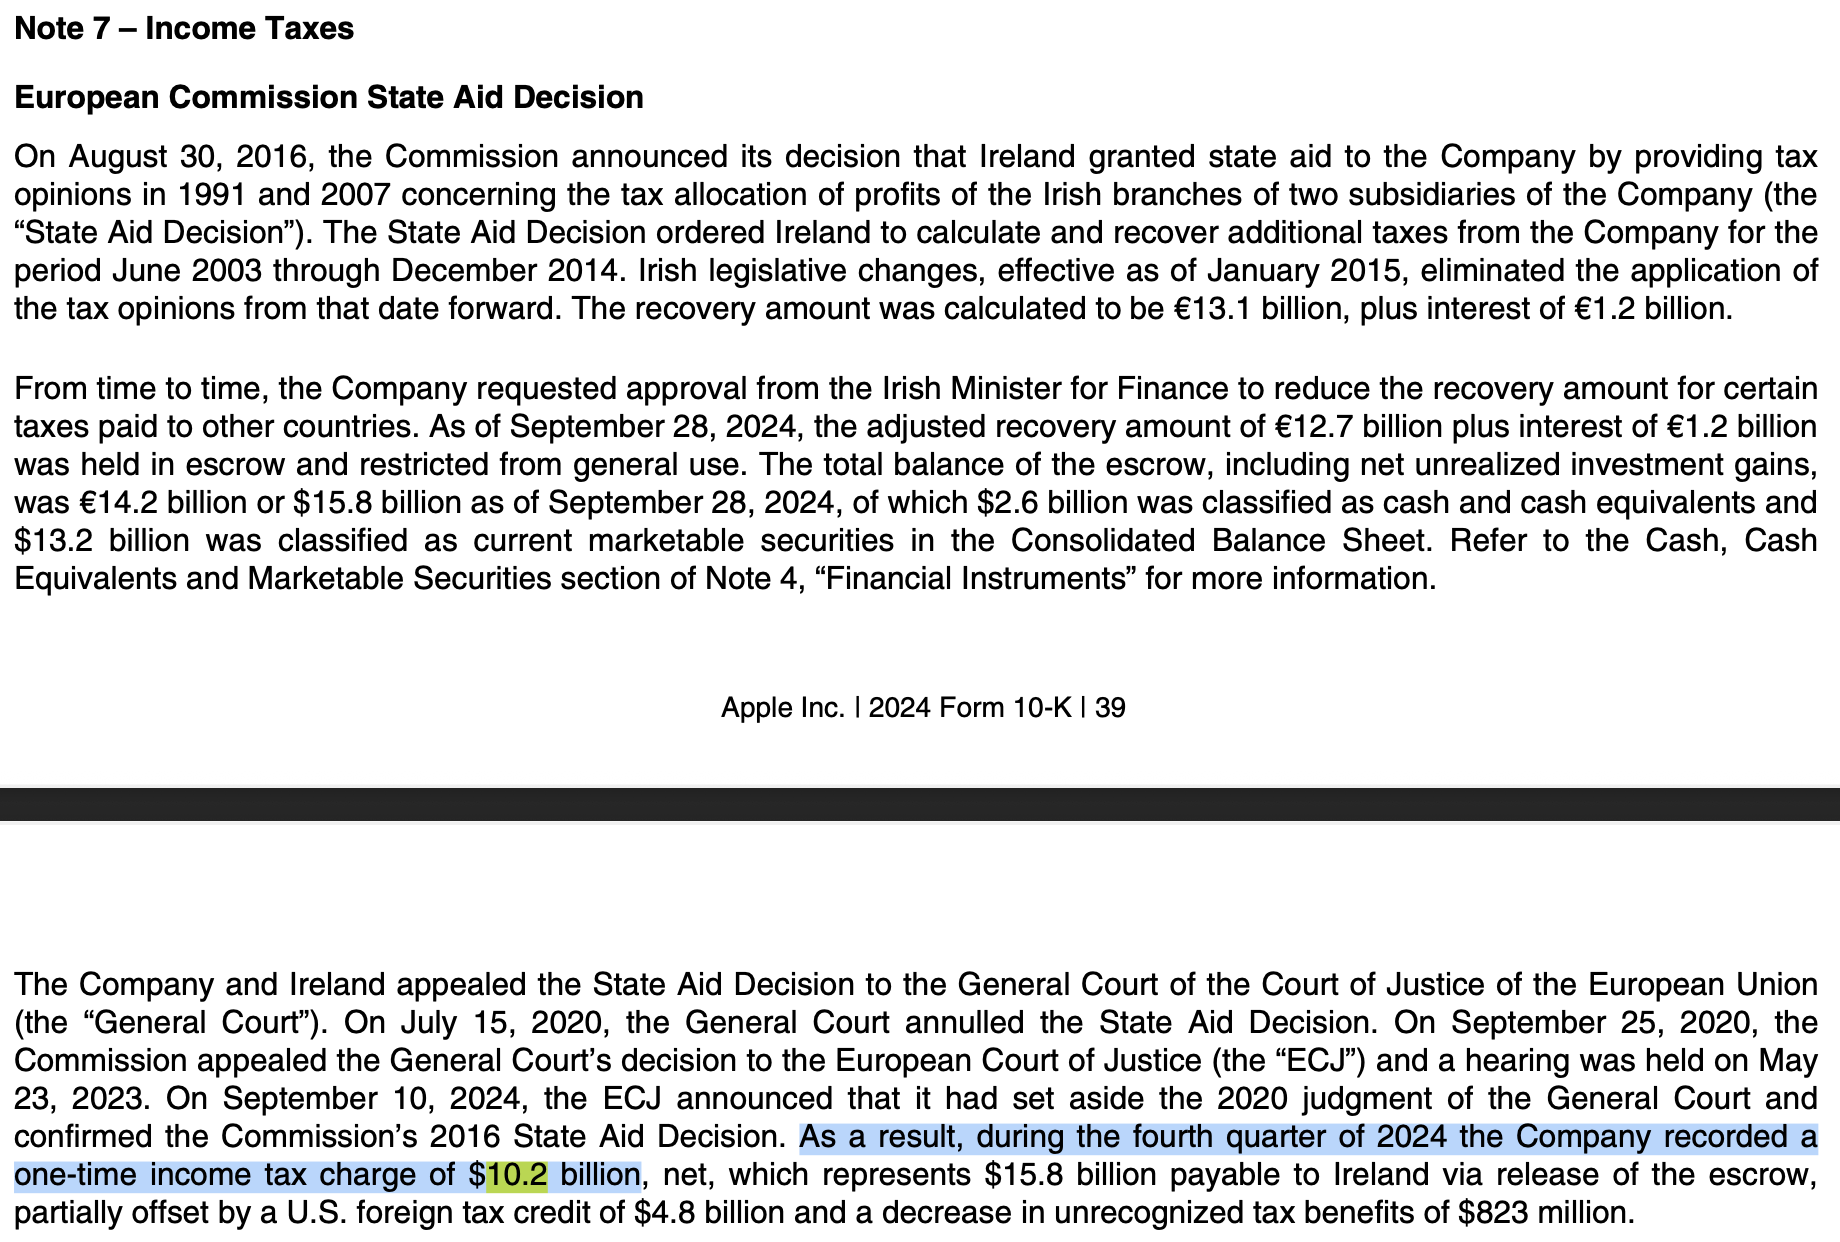 Note 7 – Income Taxes
European Commission State Aid Decision
On August 30, 2016, the Commission announced its decision that Ireland granted state aid to the Company by providing tax
opinions in 1991 and 2007 concerning the tax allocation of profits of the Irish branches of two subsidiaries of the Company (the
“State Aid Decision”). The State Aid Decision ordered Ireland to calculate and recover additional taxes from the Company for the
period June 2003 through December 2014. Irish legislative changes, effective as of January 2015, eliminated the application of
the tax opinions from that date forward. The recovery amount was calculated to be €13.1 billion, plus interest of €1.2 billion.
From time to time, the Company requested approval from the Irish Minister for Finance to reduce the recovery amount for certain
taxes paid to other countries. As of September 28, 2024, the adjusted recovery amount of €12.7 billion plus interest of €1.2 billion
was held in escrow and restricted from general use. The total balance of the escrow, including net unrealized investment gains,
was €14.2 billion or $15.8 billion as of September 28, 2024, of which $2.6 billion was classified as cash and cash equivalents and
$13.2 billion was classified as current marketable securities in the Consolidated Balance Sheet. Refer to the Cash, Cash
Equivalents and Marketable Securities section of Note 4, “Financial Instruments” for more information.
Apple Inc. | 2024 Form 10-K | 39
The Company and Ireland appealed the State Aid Decision to the General Court of the Court of Justice of the European Union
(the “General Court”). On July 15, 2020, the General Court annulled the State Aid Decision. On September 25, 2020, the
Commission appealed the General Court’s decision to the European Court of Justice (the “ECJ”) and a hearing was held on May
23, 2023. On September 10, 2024, the ECJ announced that it had set aside the 2020 judgment of the General Court and
confirmed the Commission’s 2016 State Aid Decision. As a result, during the fourth quarter of 2024 the Company recorded a
one-time income tax charge of $10.2 billion, net, which represents $15.8 billion payable to Ireland via release of the escrow,
partially offset by a U.S. foreign tax credit of $4.8 billion and a decrease in unrecognized tax benefits of $823 million.